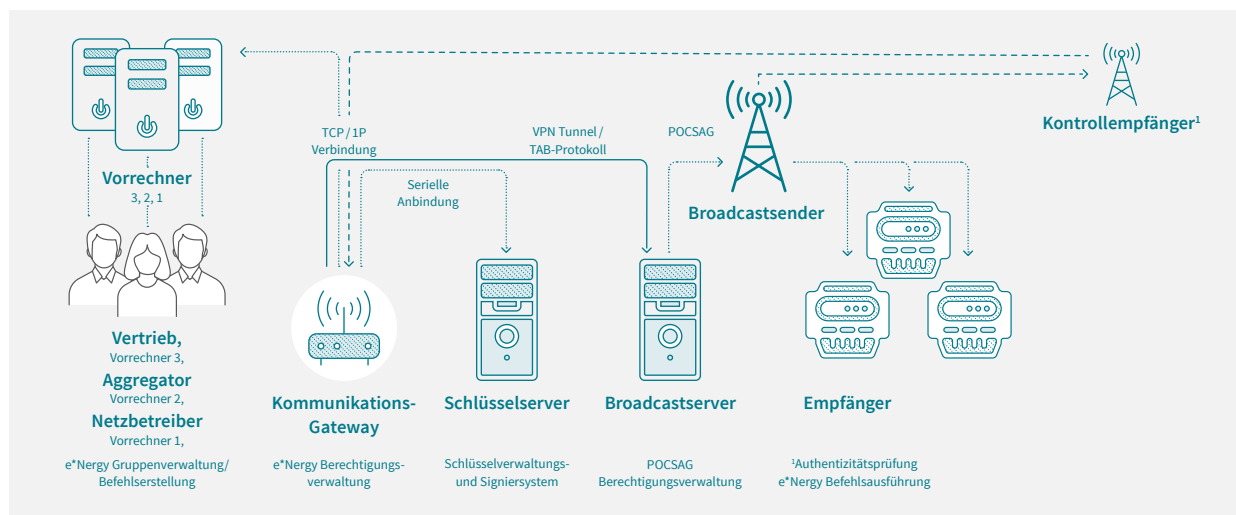 Vorrechner
3, 2, 1
Vertrieb,
Vorrechner 3,
Aggregator
Vorrechner 2,
Netzbetreiber
Vorrechner 1,
e*Nergy Gruppenverwaltung/
Befehlserstellung
TCP / 1P
Verbindung
Serielle
Anbindung
VPN Tunnel /
TAB-Protokoll
POCSAG
Kontrollempfänger¹
Broadcastsender
Kommunikations-
Gateway
e*Nergy Berechtigungs-
verwaltung
Schlüsselserver
Schlüsselverwaltungs-
und Signiersystem
Broadcastserver
POCSAG
Berechtigungsverwaltung
Empfänger
¹Authentizitätsprüfung
e*Nergy Befehlsausführung